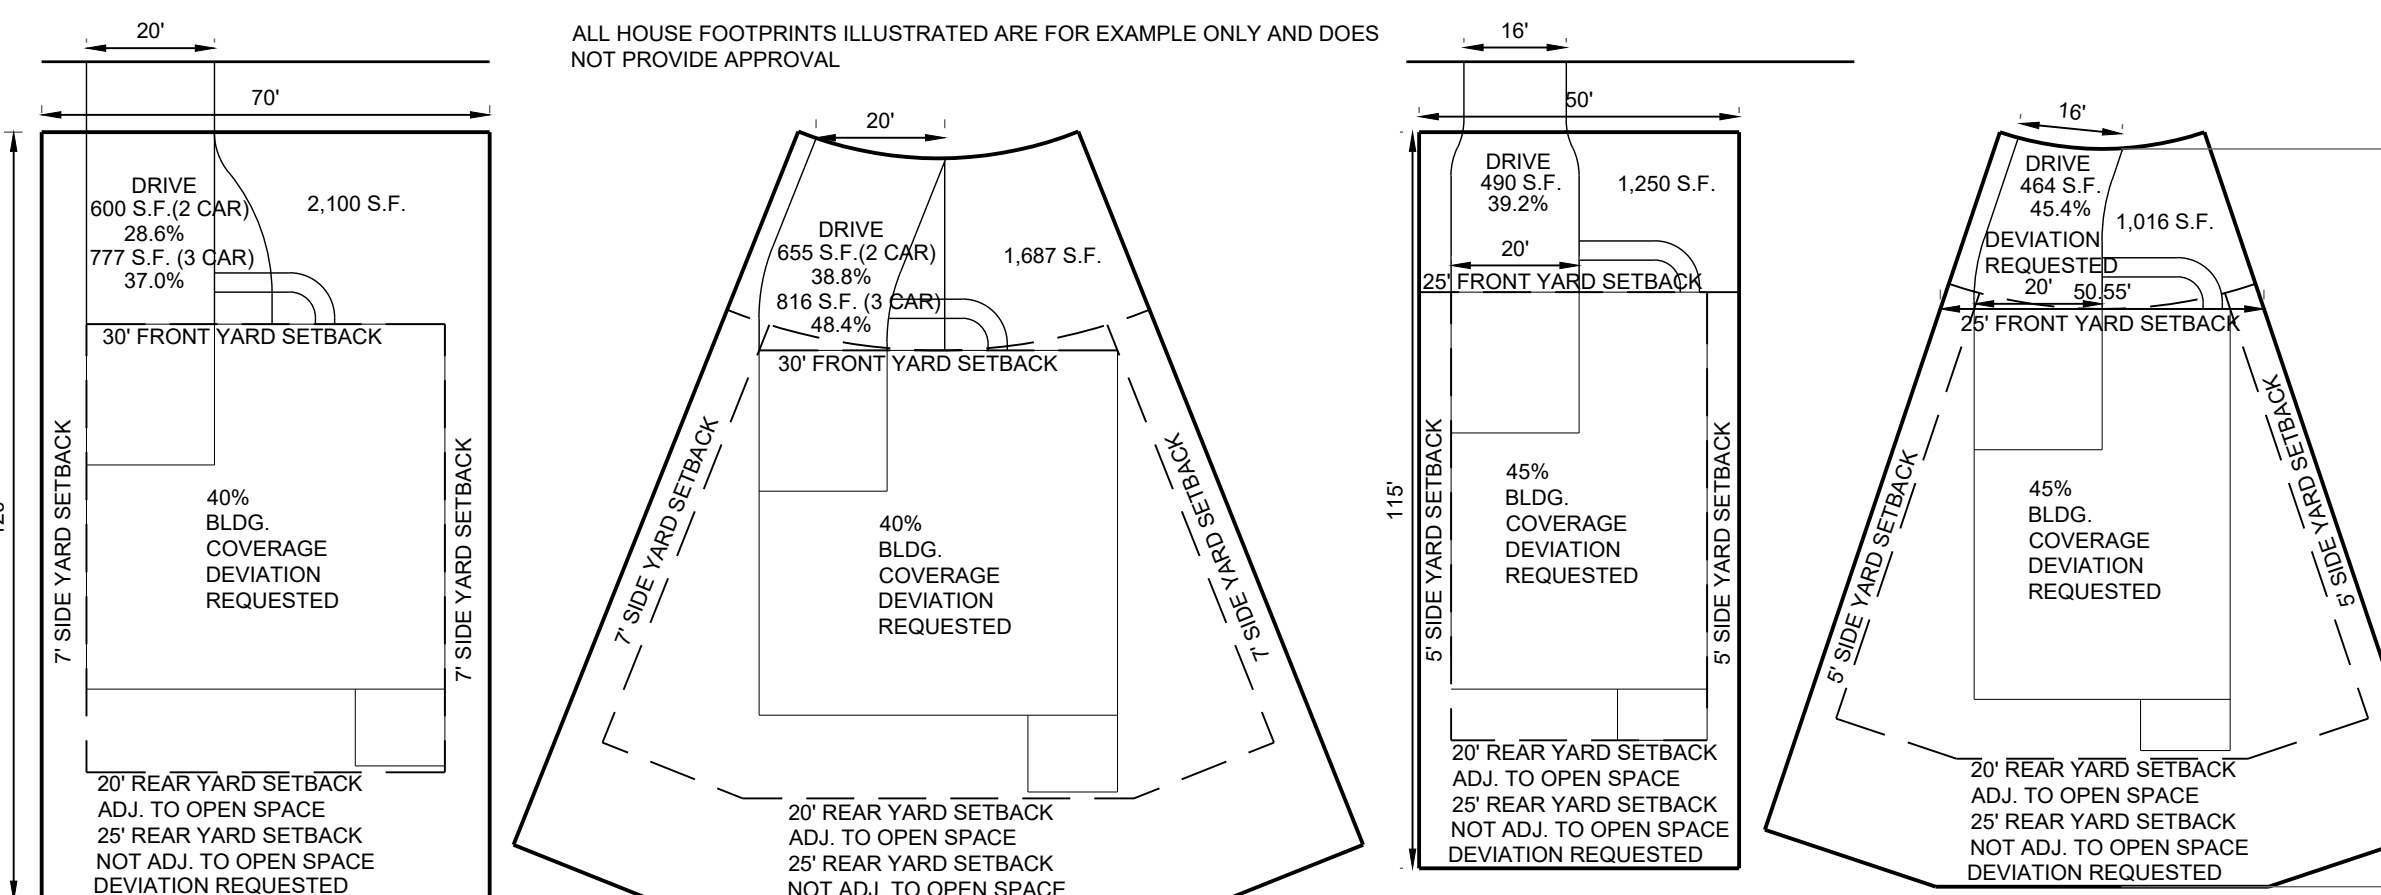 ALL HOUSE FOOTPRINTS ILLUSTRATED ARE FOR EXAMPLE ONLY AND DOES
NOT PROVIDE APPROVAL
20'
70'
DRIVE
600 S.F.(2 CAR)
28.6%
777 S.F. (3 CAR)
37.0%
2,100 S.F.
30' FRONT YARD SETBACK
7' SIDE YARD SETBACK
7' SIDE YARD SETBACK
40%
BLDG.
COVERAGE
DEVIATION
REQUESTED
20' REAR YARD SETBACK
ADJ. TO OPEN SPACE
25' REAR YARD SETBACK
NOT ADJ. TO OPEN SPACE
DEVIATION REQUESTED
20'
DRIVE
655 S.F.(2 CAR)
38.8%
816 S.F. (3 CAR)
48.4%
1,687 S.F.
30' FRONT YARD SETBACK
7' SIDE YARD SETBACK
7' SIDE YARD SETBACK
40%
BLDG.
COVERAGE
DEVIATION
REQUESTED
20' REAR YARD SETBACK
ADJ. TO OPEN SPACE
25' REAR YARD SETBACK
NOT ADJ. TO OPEN SPACE
16'
50'
DRIVE
490 S.F.
39.2%
1,250 S.F.
20'
25' FRONT YARD SETBACK
115'
5' SIDE YARD SETBACK
5' SIDE YARD SETBACK
45%
BLDG.
COVERAGE
DEVIATION
REQUESTED
20' REAR YARD SETBACK
ADJ. TO OPEN SPACE
25' REAR YARD SETBACK
NOT ADJ. TO OPEN SPACE
DEVIATION REQUESTED
16'
DRIVE
464 S.F.
45.4%
1,016 S.F.
DEVIATION
REQUESTED
20'
50.55'
25' FRONT YARD SETBACK
5' SIDE YARD SETBACK
5' SIDE YARD SETBACK
45%
BLDG.
COVERAGE
DEVIATION
REQUESTED
20' REAR YARD SETBACK
ADJ. TO OPEN SPACE
25' REAR YARD SETBACK
NOT ADJ. TO OPEN SPACE
DEVIATION REQUESTED